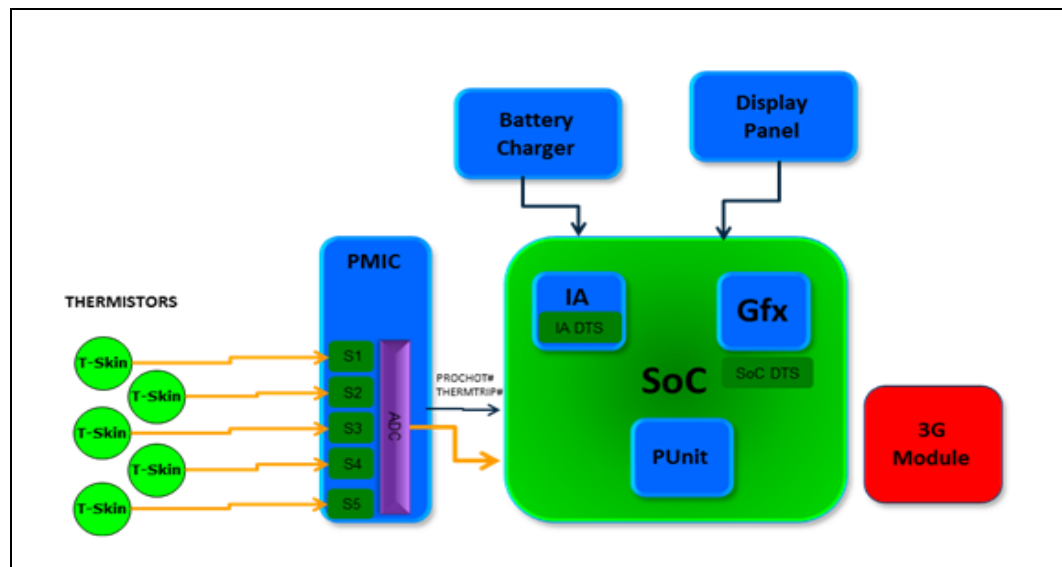 Battery
Charger
Display
Panel
PMIC
THERMISTORS
T-Skin
T-Skin
T-Skin
T-Skin
T-Skin
S1
S2
S3
S4
S5
ADC
PROCHOT#
THERMTRIP#
IA
IA DTS
Gfx
SoC DTS
SoC
PUnit
3G
Module